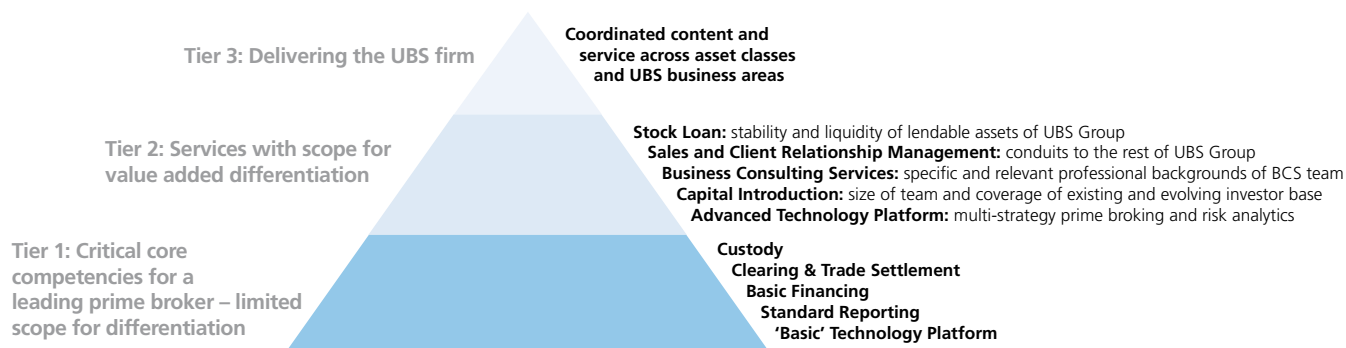 Tier 3: Delivering the UBS firm
Coordinated content and
service across asset classes
and UBS business areas
Tier 2: Services with scope for
value added differentiation
Stock Loan: stability and liquidity of lendable assets of UBS Group
Sales and Client Relationship Management: conduits to the rest of UBS Group
Business Consulting Services: specific and relevant professional backgrounds of BCS team
Capital Introduction: size of team and coverage of existing and evolving investor base
Advanced Technology Platform: multi-strategy prime broking and risk analytics
Tier 1: Critical core
competencies for a
leading prime broker – limited
scope for differentiation
Custody
Clearing & Trade Settlement
Basic Financing
Standard Reporting
‘Basic’ Technology Platform